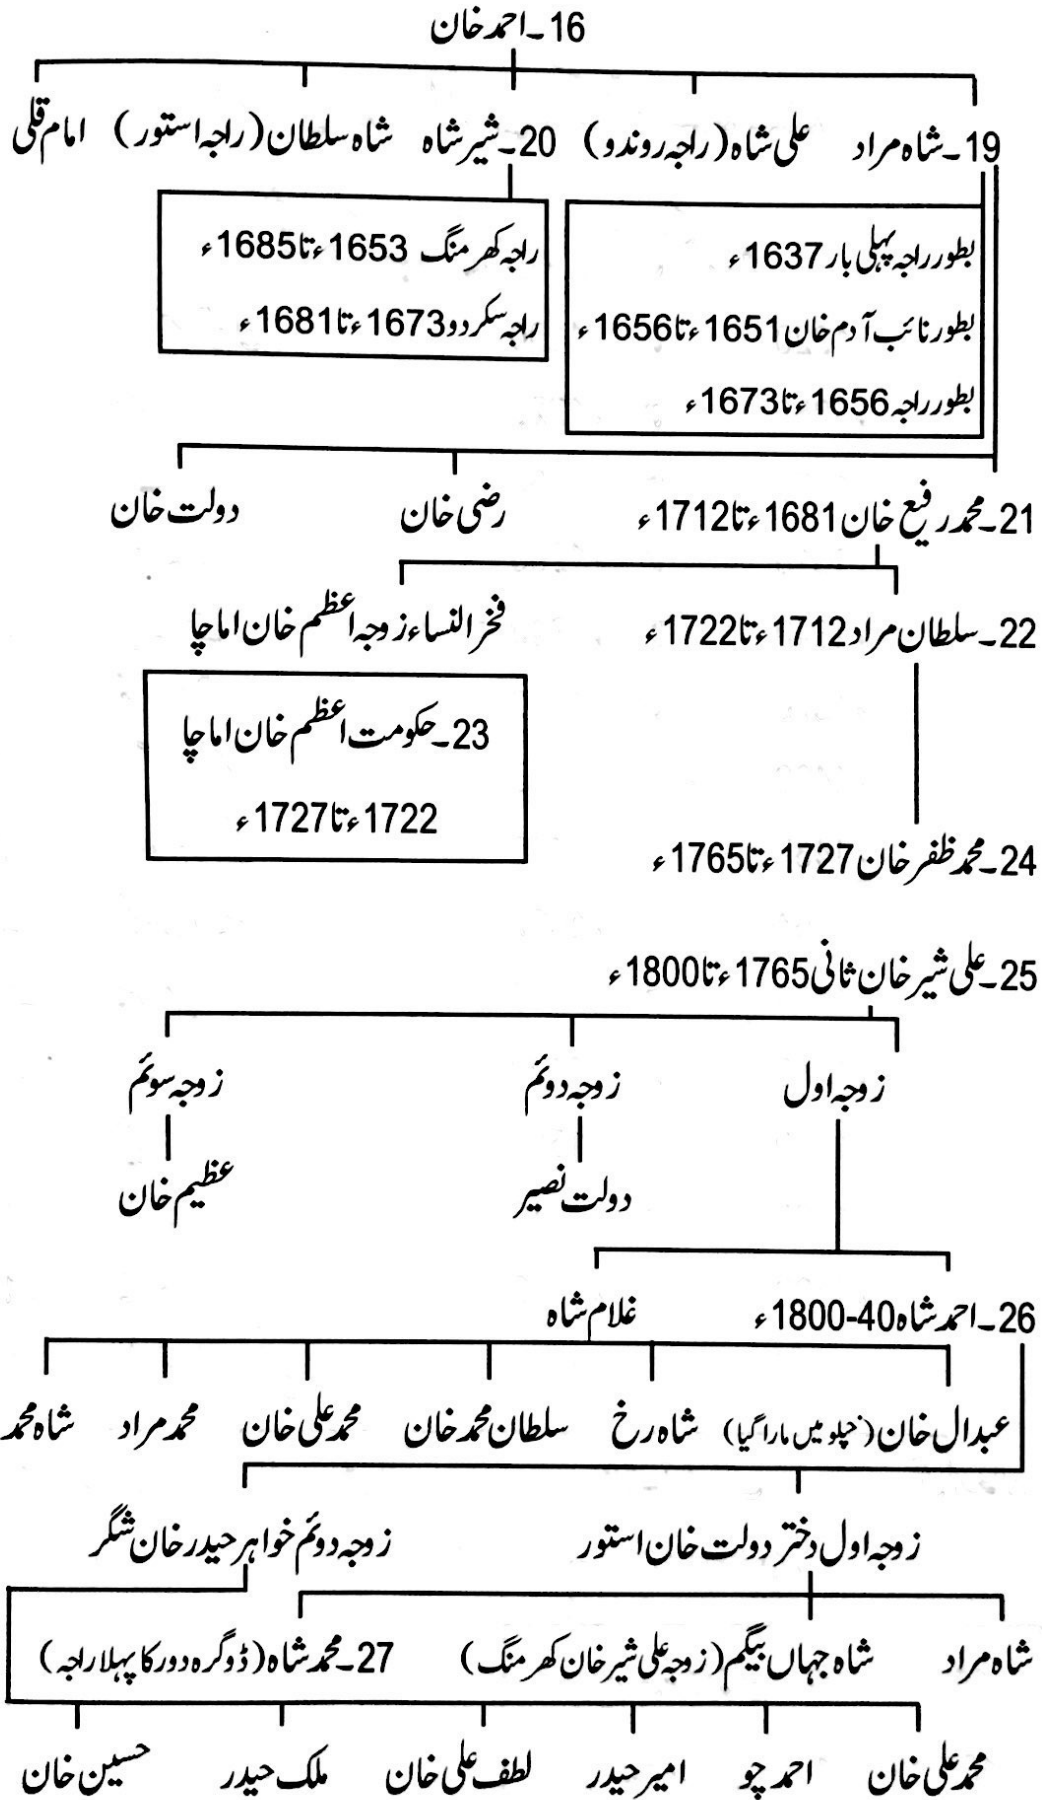 16۔احمد خان
19۔شاہ مراد علی شاہ (راجہ روندو) 20۔شیر شاہ شاہ سلطان (راجہ استور) امام قلی
بطور راجہ پہلی بار 1637ء
بطور نائب آدم خان 1651ء تا 1656ء
بطور راجہ 1656ء تا 1673ء
راجہ کھرمنگ 1653ء تا 1685ء
راجہ سکردو 1673ء تا 1681ء
21۔محمد رفیع خان 1681ء تا 1712ء رضی خان دولت خان
22۔سلطان مراد 1712ء تا 1722ء فخر النساء زوجہ اعظم خان اماچا
23۔حکومت اعظم خان اماچا
1722ء تا 1727ء
24۔محمد ظفر خان 1727ء تا 1765ء
25۔علی شیر خان ثانی 1765ء تا 1800ء
زوجہ اول زوجہ دوئم زوجہ سوئم
دولت نصیر عظیم خان
26۔احمد شاہ 1800-40ء غلام شاہ
عبدال خان (خپلو میں مارا گیا) شاہ رخ سلطان محمد خان محمد علی خان محمد مراد شاہ محمد
زوجہ اول دختر دولت خان استور زوجہ دوئم خواہر حیدر خان شگر
شاہ مراد شاہ جہاں بیگم (زوجہ علی شیر خان کھرمنگ) 27۔محمد شاہ (ڈوگرہ دور کا پہلا راجہ)
محمد علی خان احمد چو امیر حیدر لطف علی خان ملک حیدر حسین خان